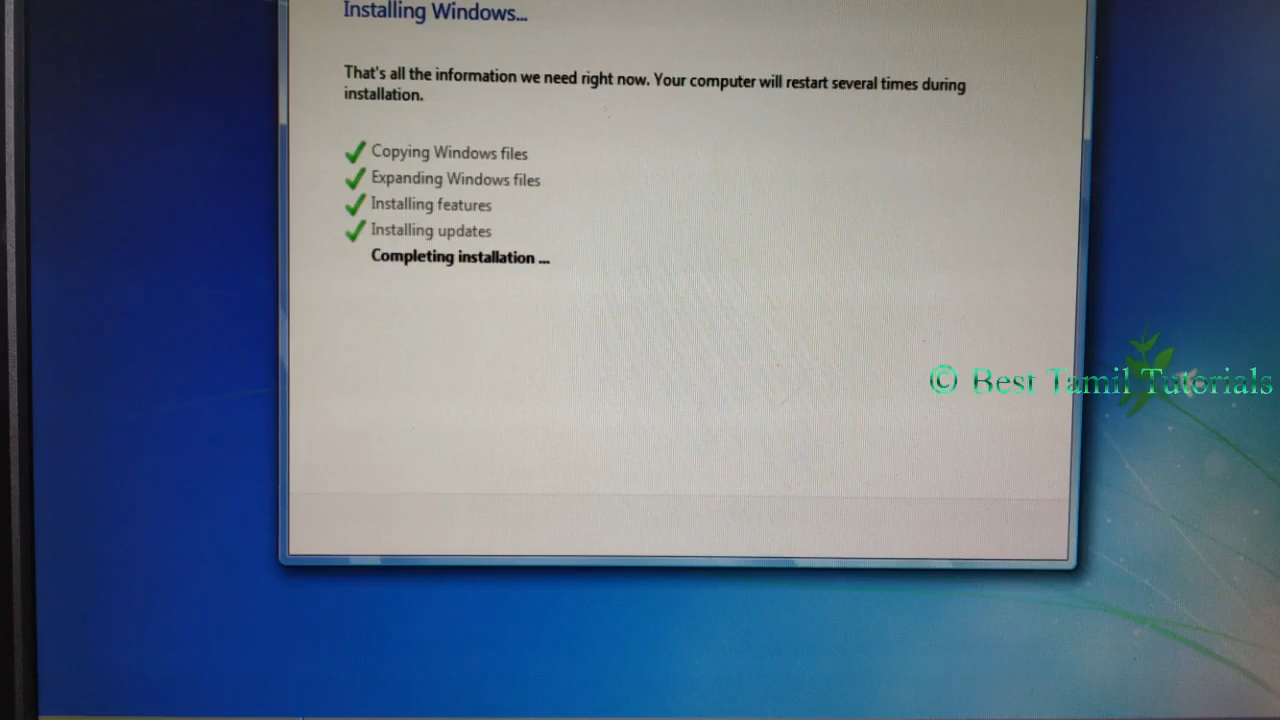 Installing Windows...
That's all the information we need right now. Your computer will restart several times during
installation.
Copying Windows files
Expanding Windows files
Installing features
Installing updates
Completing installation ...
© Best Tamil Tutorials